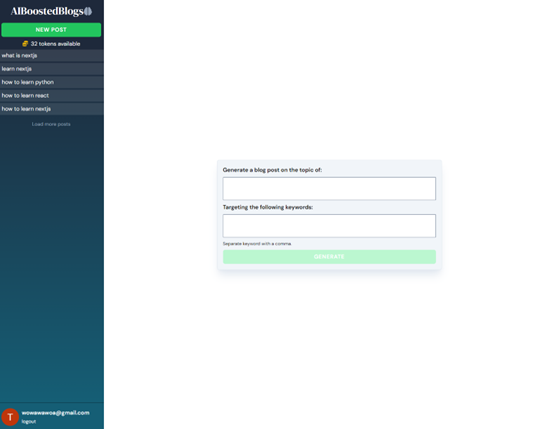 AIBoostedBlogs
NEW POST
32 tokens available
what is nextjs
learn nextjs
how to learn python
how to learn react
how to learn nextjs
Load more posts
Generate a blog post on the topic of:
Targeting the following keywords:
Separate keyword with a comma
GENERATE
T
wowawawoa@gmail.com
logout